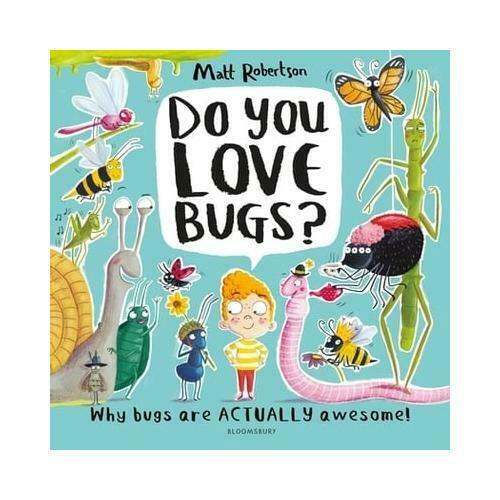 Matt Robertson
DO YOU
LOVE
BUGS?
Why bugs are ACTUALLY awesome!
BLOOMSBURY